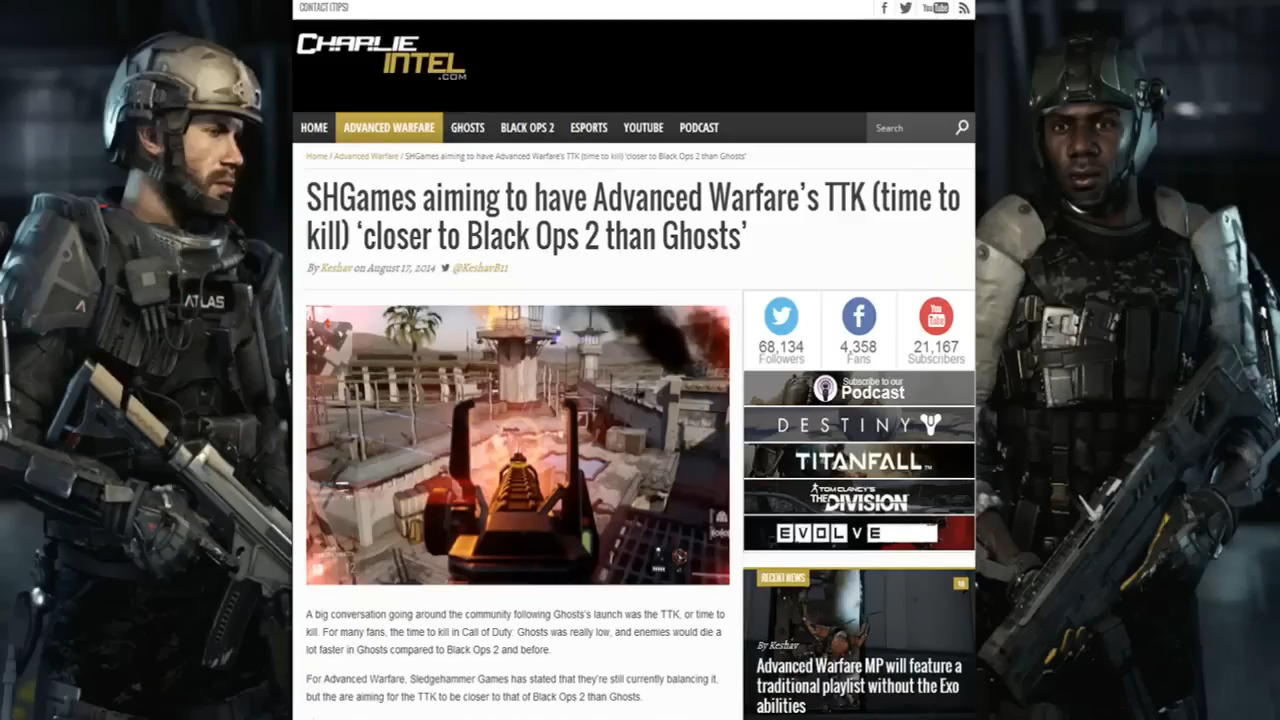 CONTACT (TIPS)
You Tube
CHARLIE
INTEL
.COM
HOME
ADVANCED WARFARE
GHOSTS
BLACK OPS 2
ESPORTS
YOUTUBE
PODCAST
Search
Home / Advanced Warfare / SHGames aiming to have Advanced Warfare's TTK (time to kill) 'closer to Black Ops 2 than Ghosts'
SHGames aiming to have Advanced Warfare's TTK (time to
kill) 'closer to Black Ops 2 than Ghosts'
By Keshav on August 17, 2014 @KeshavB11
ATLAS
You
Tube
68,134
Followers
4,358
Fans
21,167
Subscribers
Subscribe to our
Podcast
DESTINY
TITANFALL
TOM CLANCY'S
THE DIVISION
EVOLVE
A big conversation going around the community following Ghosts's launch was the TTK, or time to
kill. For many fans, the time to kill in Call of Duty: Ghosts was really low, and enemies would die a
lot faster in Ghosts compared to Black Ops 2 and before.
For Advanced Warfare, Sledgehammer Games has stated that they're still currently balancing it,
but the are aiming for the TTK to be closer to that of Black Ops 2 than Ghosts.
RECENT NEWS
By Keshav
Advanced Warfare MP will feature a
traditional playlist without the Exo
abilities